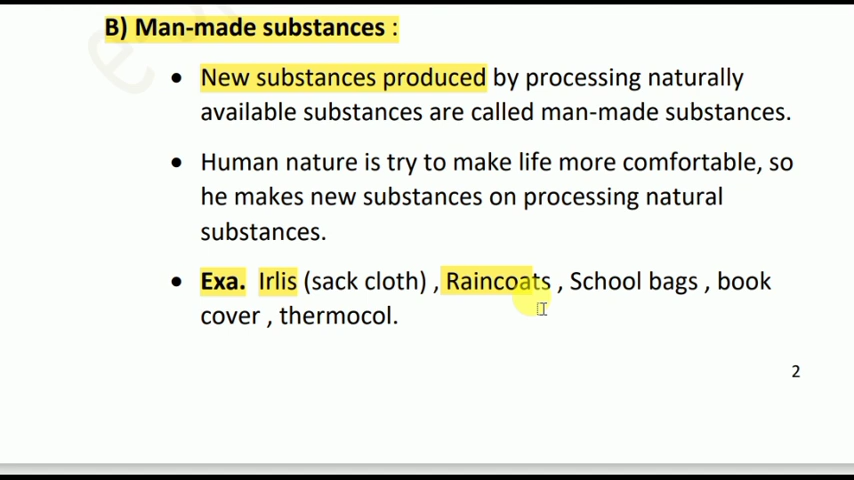 B) Man-made substances :
• New substances produced by processing naturally
available substances are called man-made substances.
• Human nature is try to make life more comfortable, so
he makes new substances on processing natural
substances.
• Exa. Irlis (sack cloth) , Raincoats , School bags , book
cover , thermocol.
2